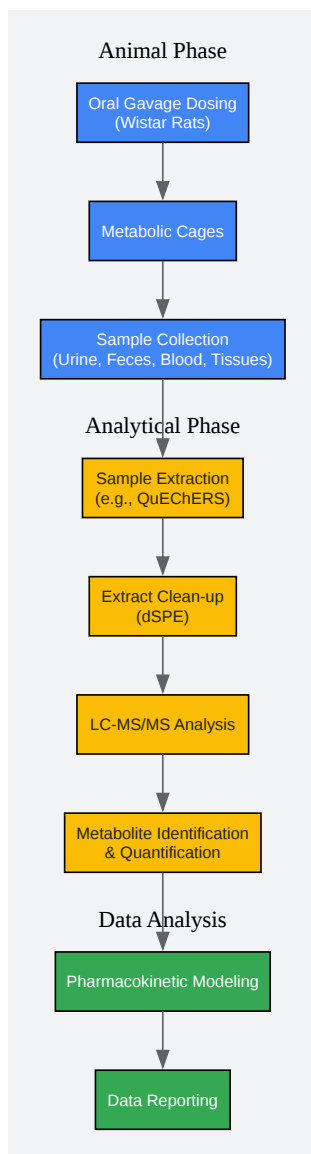 Animal Phase
Oral Gavage Dosing
(Wistar Rats)
Metabolic Cages
Sample Collection
(Urine, Feces, Blood, Tissues)
Analytical Phase
Sample Extraction
(e.g., QuEChERS)
Extract Clean-up
(dSPE)
LC-MS/MS Analysis
Metabolite Identification
& Quantification
Data Analysis
Pharmacokinetic Modeling
Data Reporting